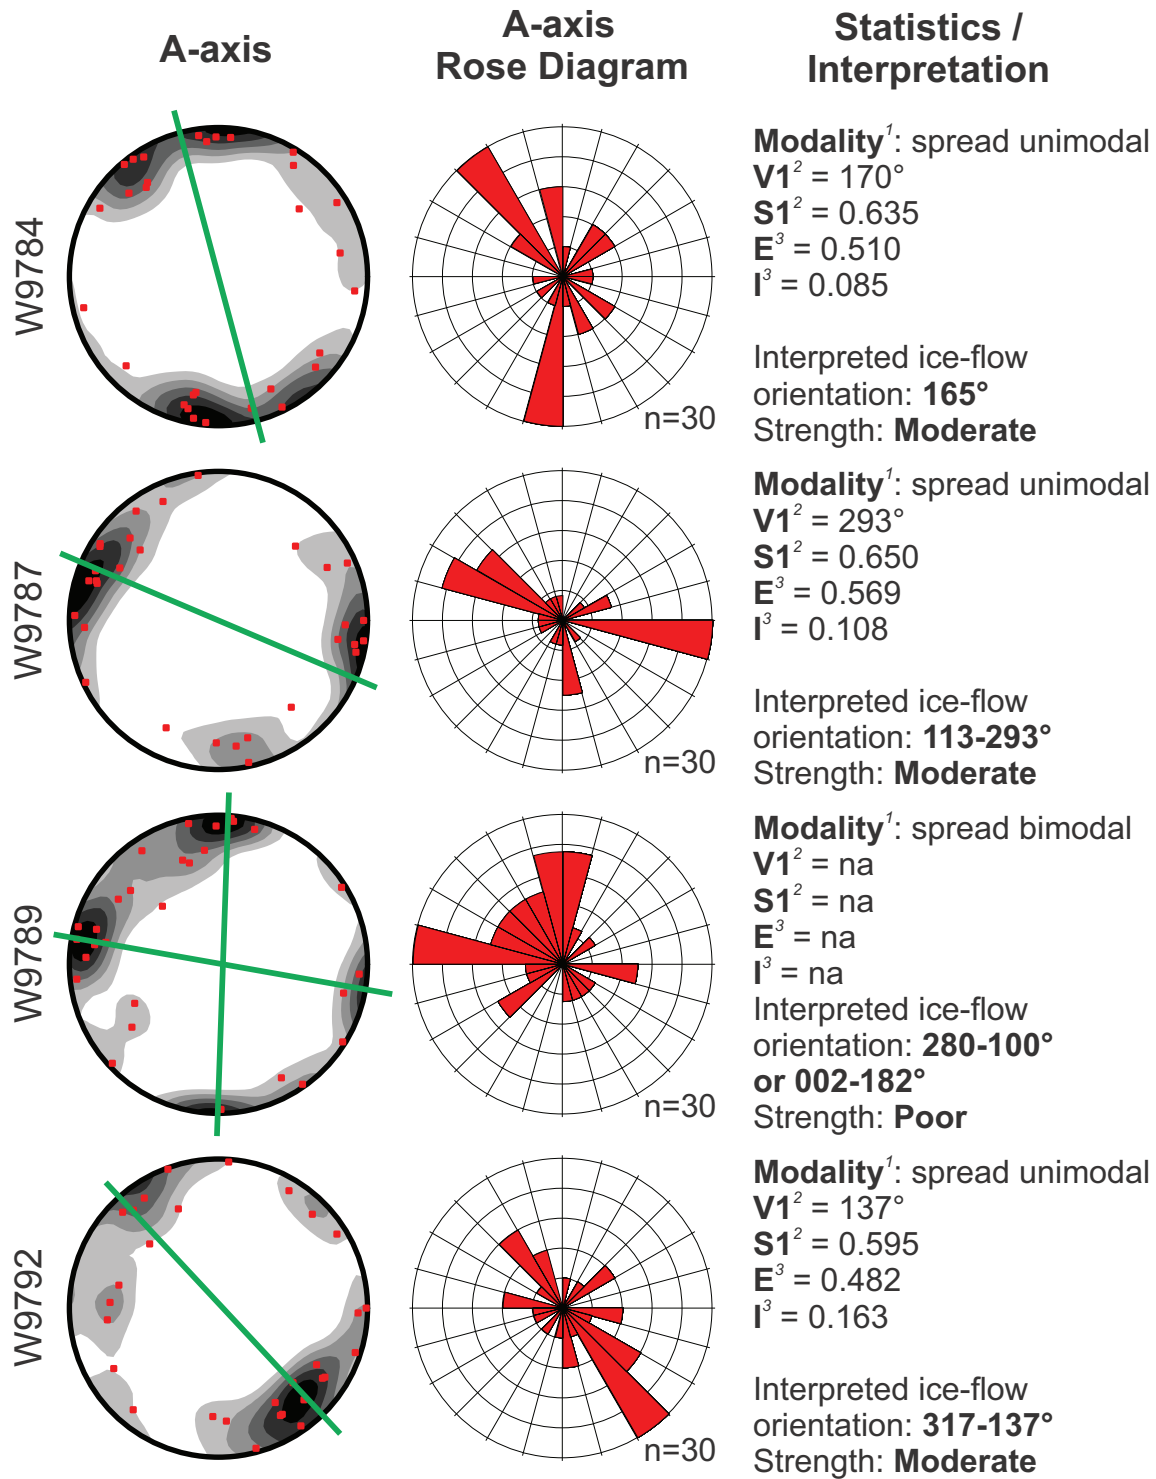 A-axis
A-axis
Rose Diagram
Statistics /
Interpretation
W9784
n=30
Modality¹: spread unimodal
V1² = 170°
S1² = 0.635
E³ = 0.510
I³ = 0.085
Interpreted ice-flow
orientation: 165°
Strength: Moderate
W9787
n=30
Modality¹: spread unimodal
V1² = 293°
S1² = 0.650
E³ = 0.569
I³ = 0.108
Interpreted ice-flow
orientation: 113-293°
Strength: Moderate
W9789
n=30
Modality¹: spread bimodal
V1² = na
S1² = na
E³ = na
I³ = na
Interpreted ice-flow
orientation: 280-100°
or 002-182°
Strength: Poor
W9792
n=30
Modality¹: spread unimodal
V1² = 137°
S1² = 0.595
E³ = 0.482
I³ = 0.163
Interpreted ice-flow
orientation: 317-137°
Strength: Moderate